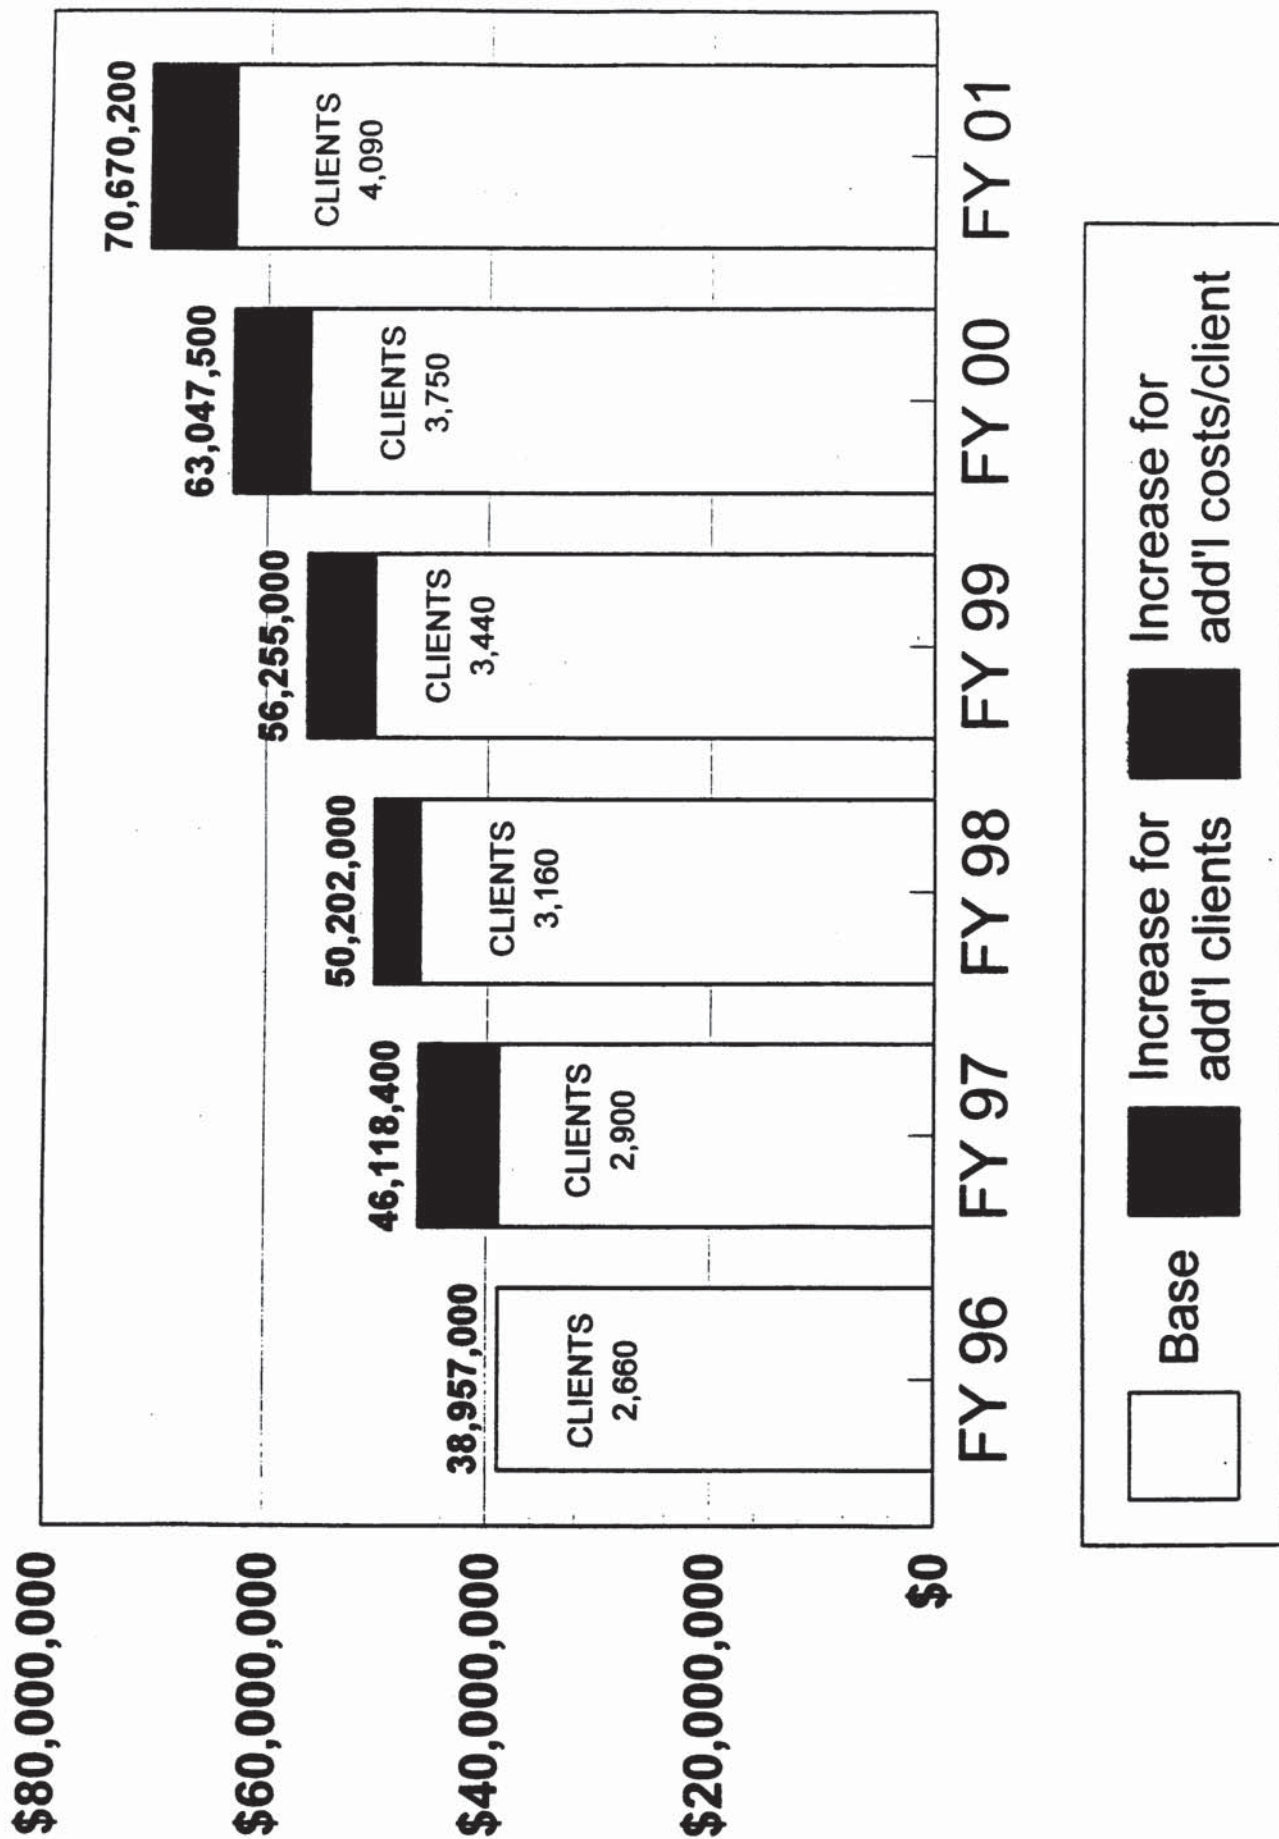 $80,000,000
$60,000,000
$40,000,000
$20,000,000
$0
38,957,000
CLIENTS
2,660
46,118,400
CLIENTS
2,900
50,202,000
CLIENTS
3,160
56,255,000
CLIENTS
3,440
63,047,500
CLIENTS
3,750
70,670,200
CLIENTS
4,090
FY 96 FY 97 FY 98 FY 99 FY 00 FY 01
Base
Increase for
add'l clients
Increase for
add'l costs/client